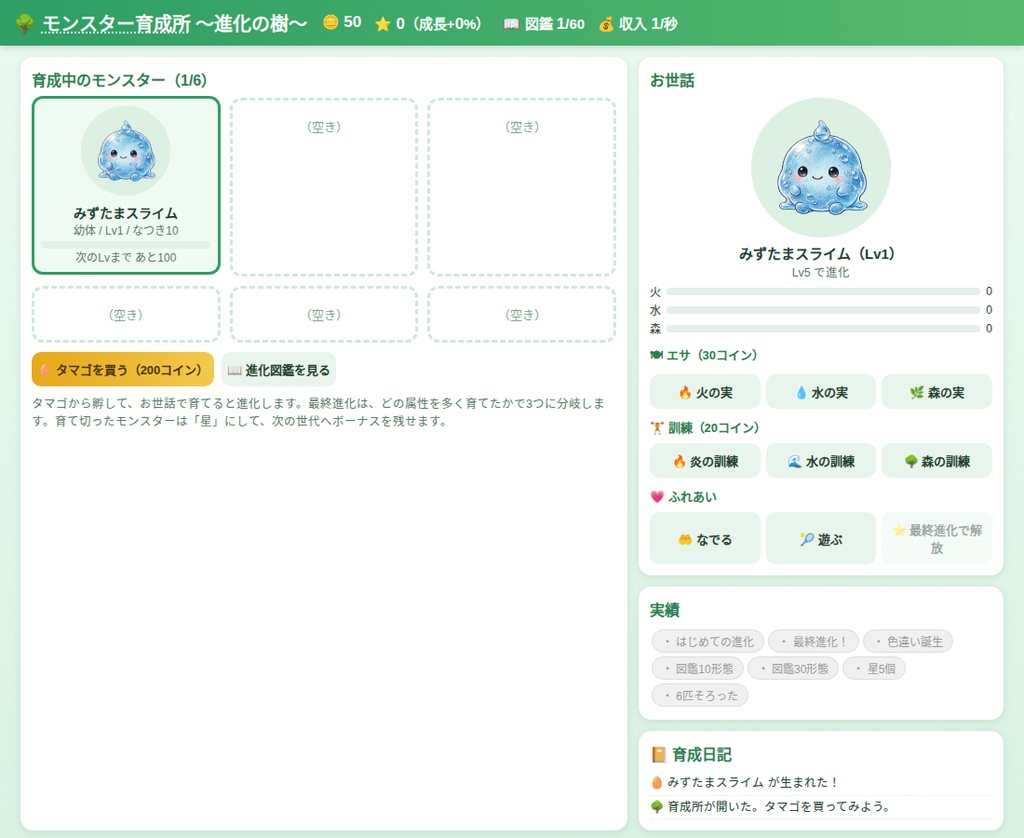 🌳 モンスター育成所 〜進化の樹〜 🪙 50 ⭐ 0（成長+0%） 📖 図鑑 1/60 💰 収入 1/秒
育成中のモンスター（1/6）
みずたまスライム
幼体 / Lv1 / なつき10
次のLvまで あと100
（空き）
（空き）
（空き）
（空き）
（空き）
🥚 タマゴを買う（200コイン）
📖 進化図鑑を見る
タマゴから孵して、お世話で育てると進化します。最終進化は、どの属性を多く育てたかで3つに分岐しま
す。育て切ったモンスターは「星」にして、次の世代へボーナスを残せます。
お世話
みずたまスライム（Lv1）
Lv5 で進化
火 0
水 0
森 0
🍽 エサ（30コイン）
🔥 火の実
💧 水の実
🌿 森の実
🏋 訓練（20コイン）
🔥 炎の訓練
🌊 水の訓練
🌳 森の訓練
💗 ふれあい
🤲 なでる
🎾 遊ぶ
⭐ 最終進化で解
放
実績
・ はじめての進化
・ 最終進化！
・ 色違い誕生
・ 図鑑10形態
・ 図鑑30形態
・ 星5個
・ 6匹そろった
📔 育成日記
🥚 みずたまスライム が生まれた！
🌳 育成所が開いた。タマゴを買ってみよう。